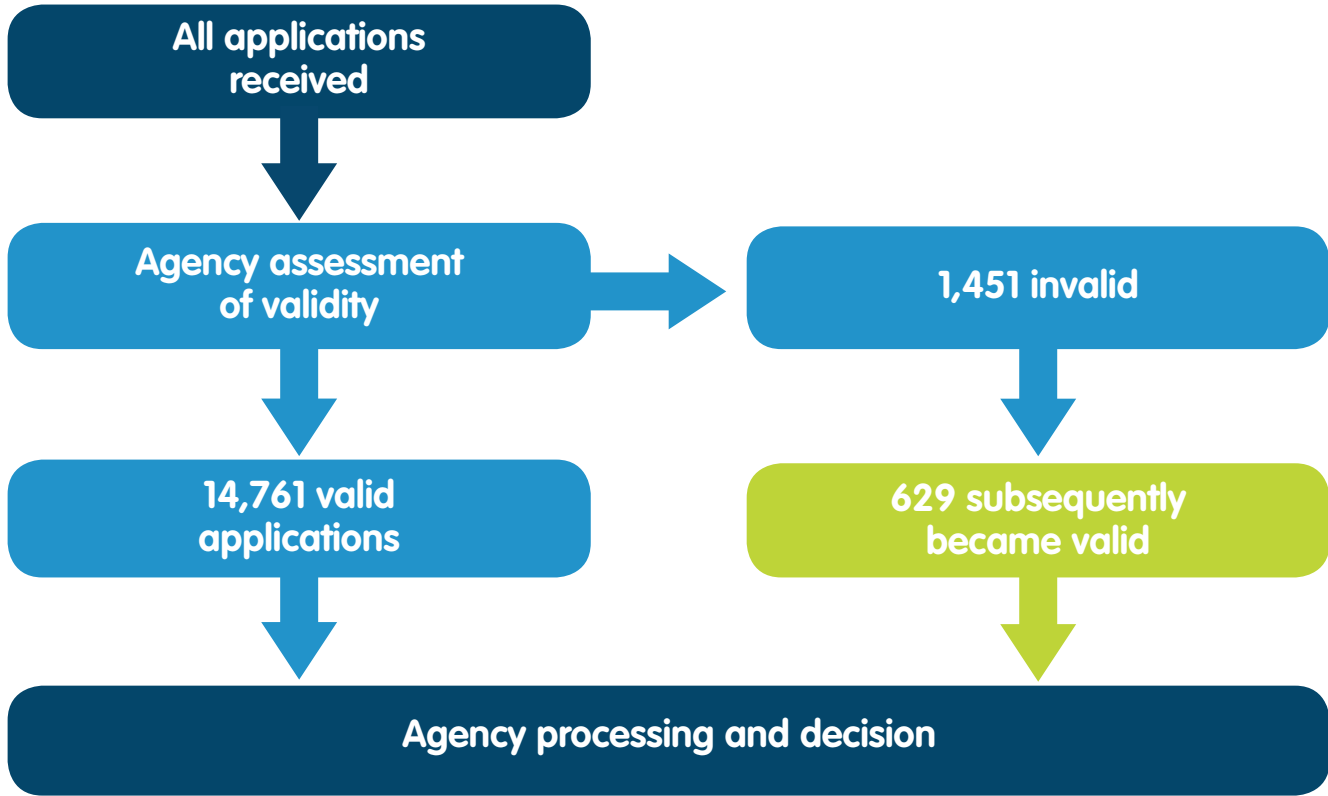 All applications
received
Agency assessment
of validity
1,451 invalid
14,761 valid
applications
629 subsequently
became valid
Agency processing and decision